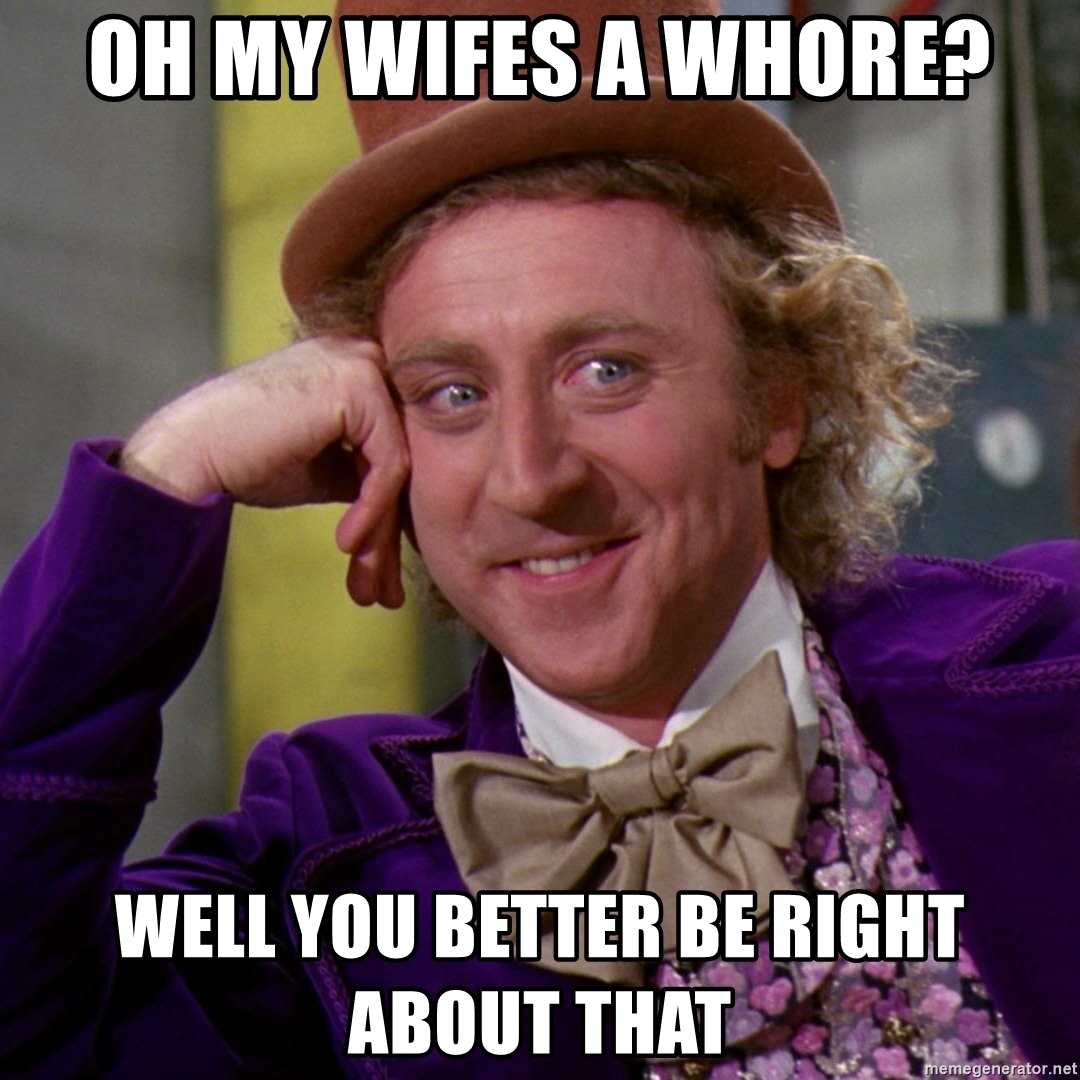 OH MY WIFES A WHORE?
WELL YOU BETTER BE RIGHT
ABOUT THAT
memegenerator.net